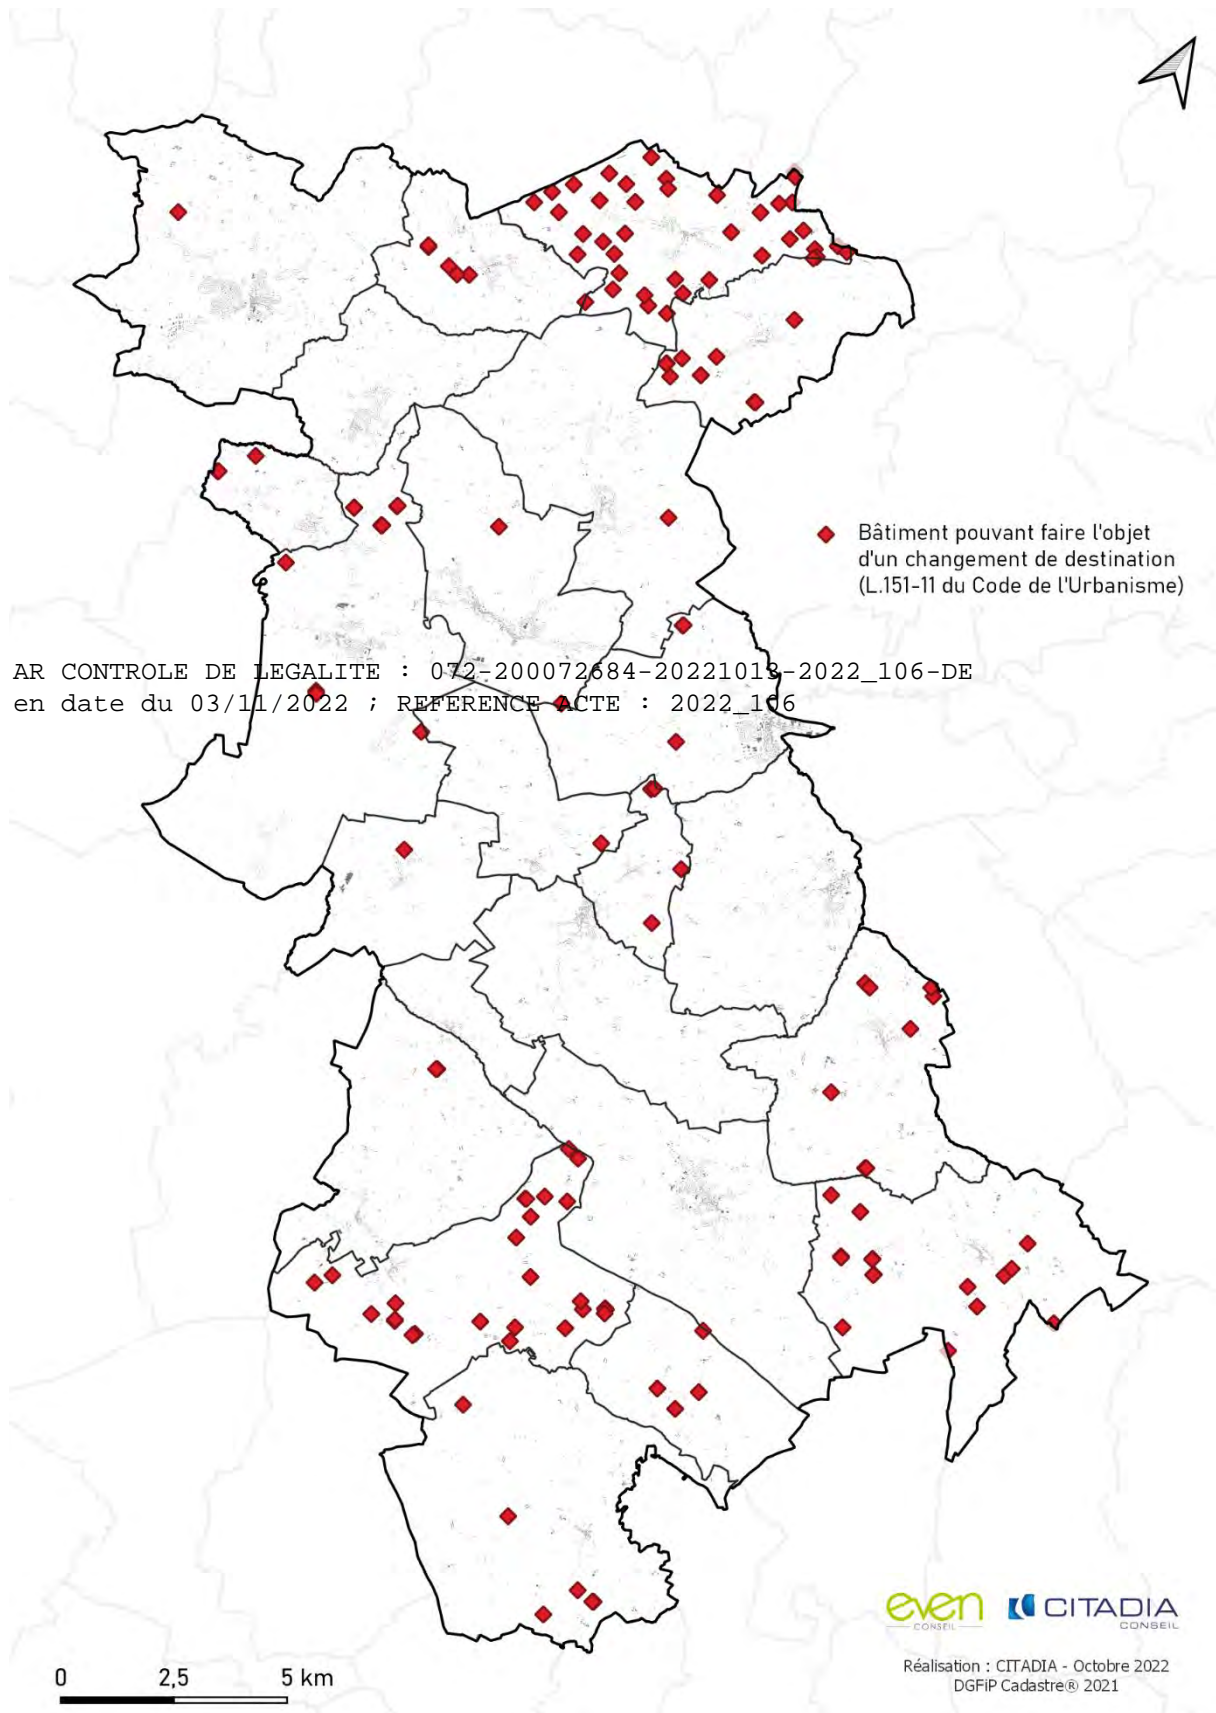 Bâtiment pouvant faire l'objet
d'un changement de destination
(L.151-11 du Code de l'Urbanisme)
AR CONTROLE DE LEGALITE : 072-200072684-20221013-2022_106-DE
en date du 03/11/2022 ; REFERENCE ACTE : 2022_106
even
CONSEIL
CITADIA
CONSEIL
Réalisation : CITADIA - Octobre 2022
DGFiP Cadastre® 2021
0 2,5 5 km